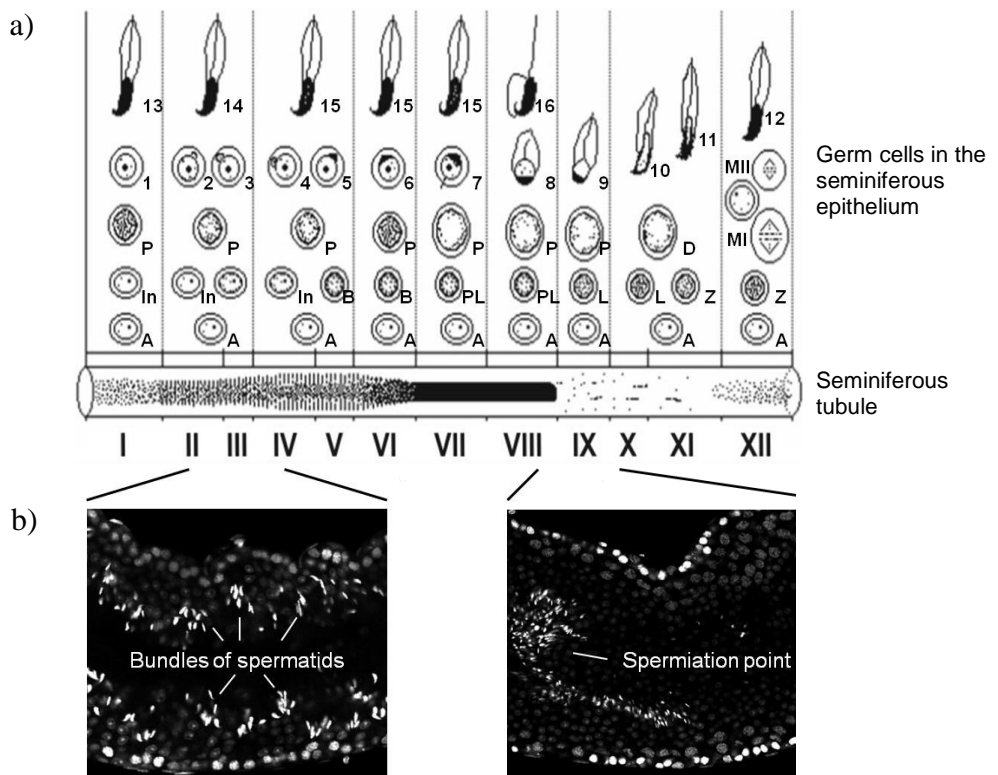 a)
13 14 15 15 15 16 12
11
10
1 2 3 4 5 6 7 8 9 MII
P P P P P P P D MI
In In In B B PL PL L L Z Z
A A A A A A A A A
Germ cells in the
seminiferous
epithelium
Seminiferous
tubule
I II III IV V VI VII VIII IX X XI XII
b)
Bundles of spermatids
Spermiation point